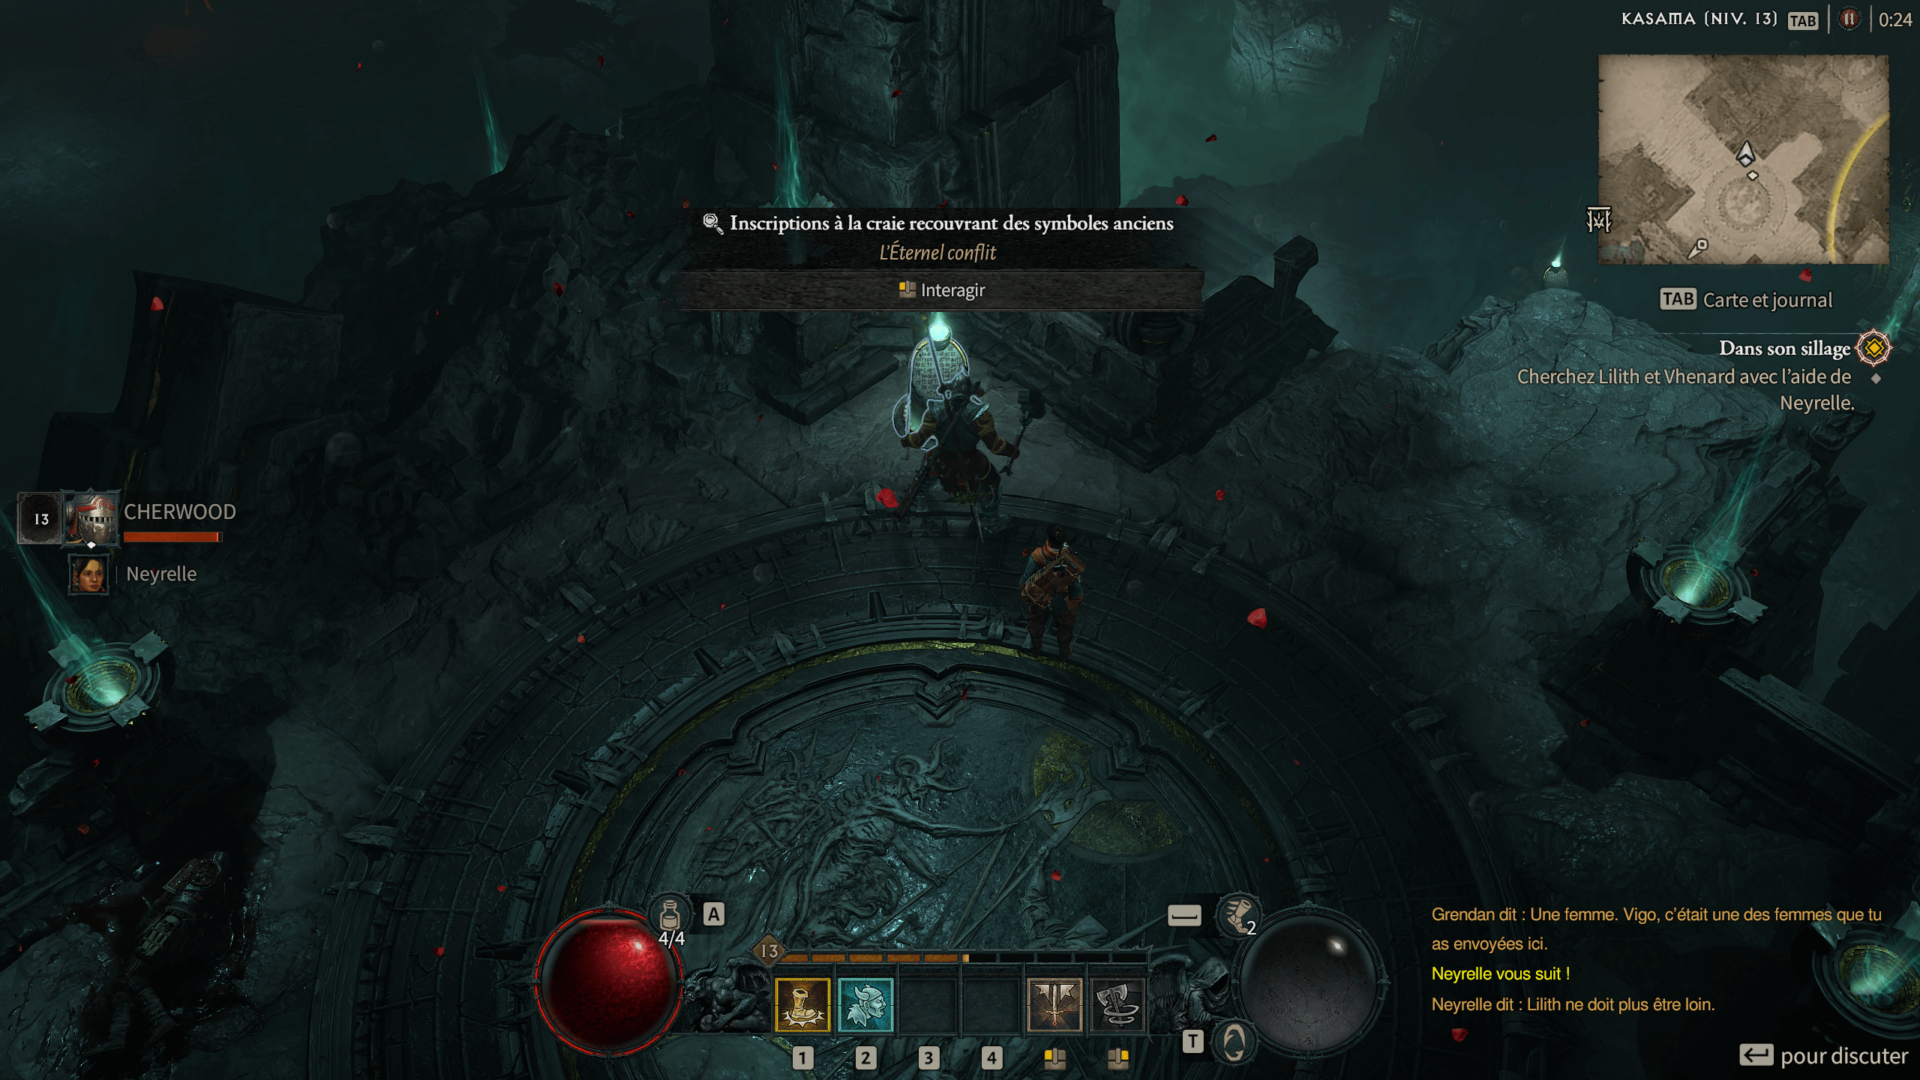 KASAMA (NIV. 13) TAB 0:24
Inscriptions à la craie recouvrant des symboles anciens
L'Éternel conflit
Interagir
TAB Carte et journal
Dans son sillage
Cherchez Lilith et Vhenard avec l'aide de
Neyrelle.
13 CHERWOOD
Neyrelle
Grendan dit : Une femme. Vigo, c'était une des femmes que tu
as envoyées ici.
Neyrelle vous suit !
Neyrelle dit : Lilith ne doit plus être loin.
4/4 A 2
13
T
1 2 3 4
pour discuter